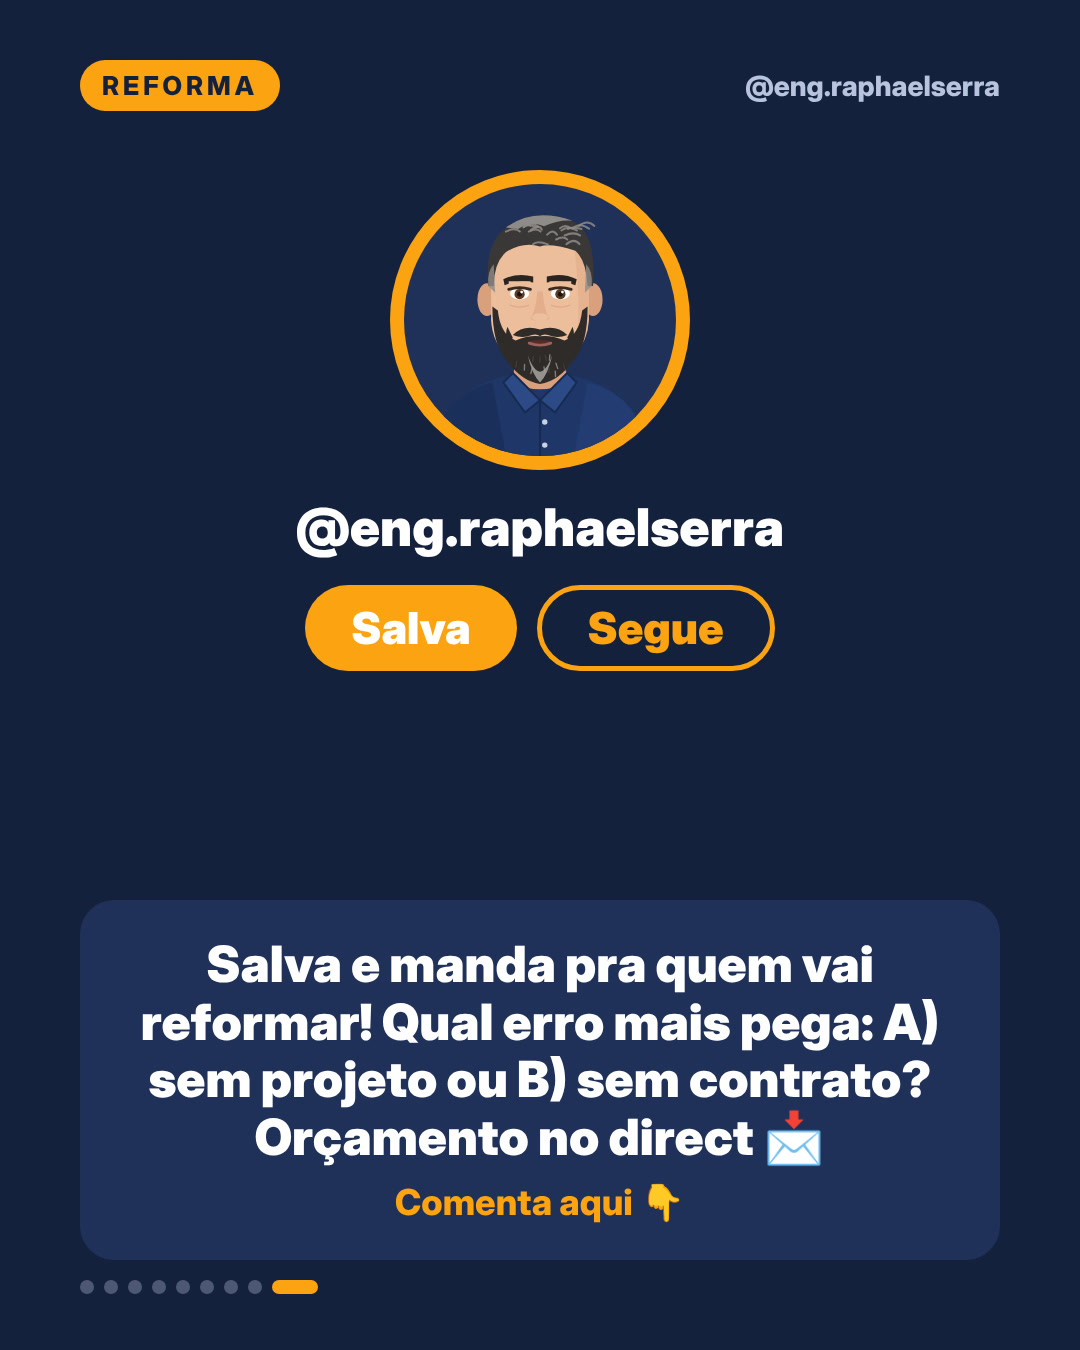 REFORMA
@eng.raphaelserra
@eng.raphaelserra
Salva
Segue
Salva e manda pra quem vai
reformar! Qual erro mais pega: A)
sem projeto ou B) sem contrato?
Orçamento no direct 📩
Comenta aqui 👇